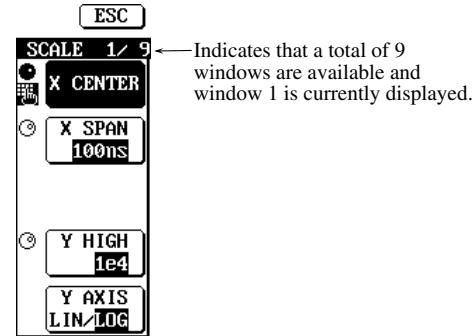 ESC
SCALE 1/ 9
Indicates that a total of 9
windows are available and
window 1 is currently displayed.
X CENTER
X SPAN
100ns
Y HIGH
1e4
Y AXIS
LIN/LOG